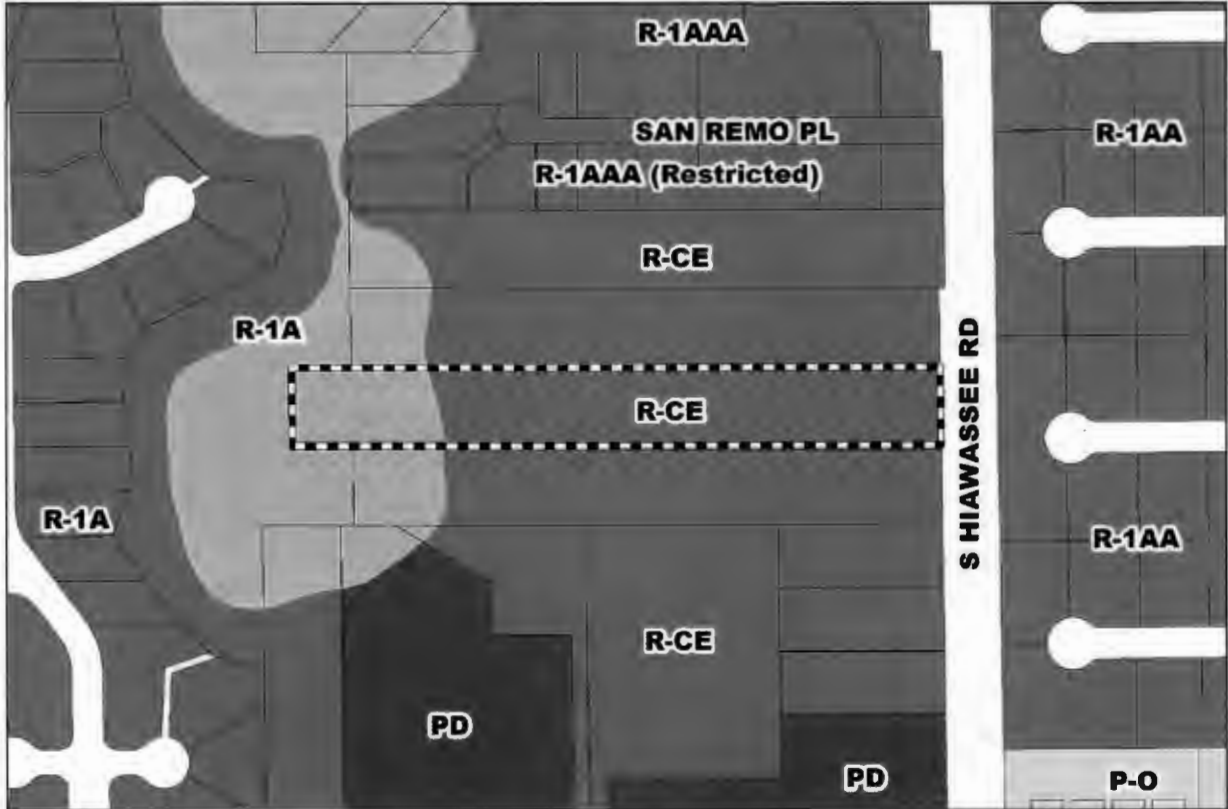 R-1AAA
SAN REMO PL
R-1AA
R-1AAA (Restricted)
R-CE
R-1A
S HIAWASSEE RD
R-CE
R-1A
R-1AA
R-CE
PD
PD
P-O